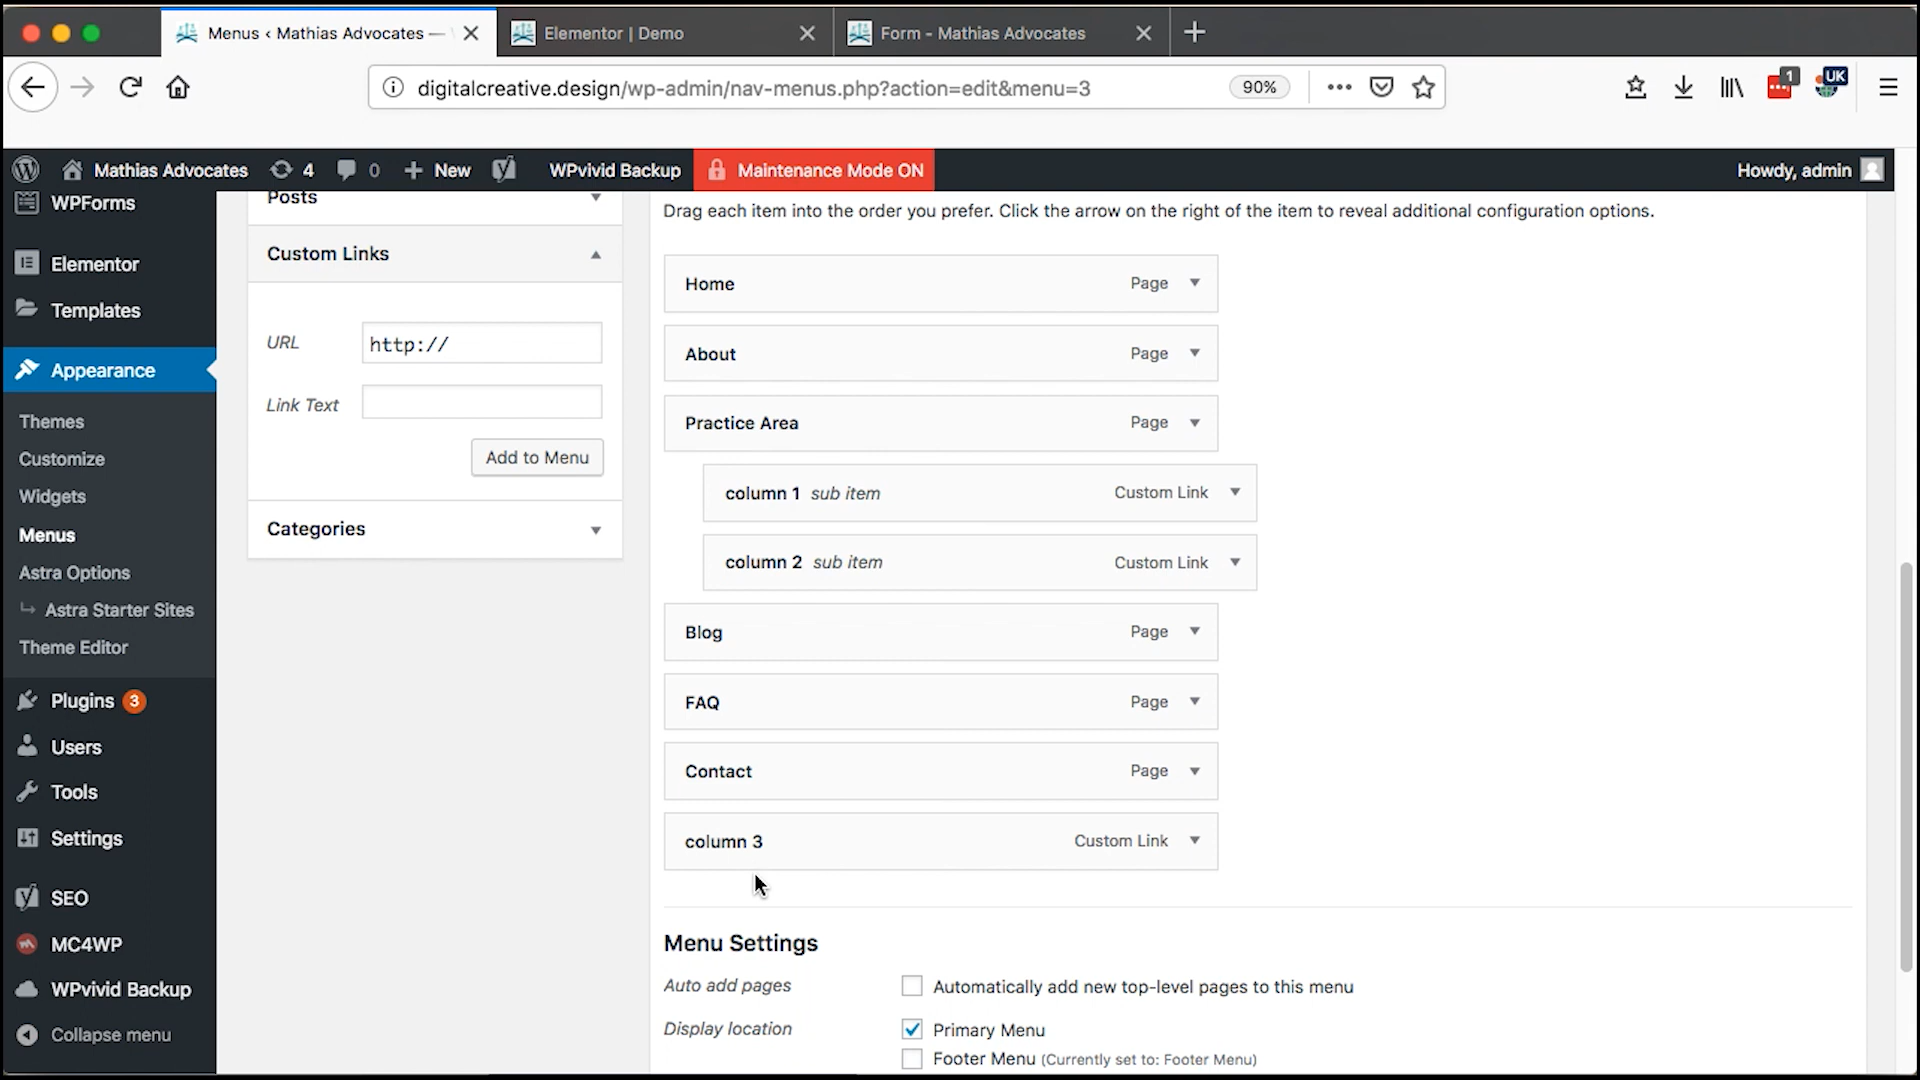 Menus ‹ Mathias Advocates —
Elementor | Demo
Form - Mathias Advocates
digitalcreative.design/wp-admin/nav-menus.php?action=edit&menu=3
90%
1
UK
Mathias Advocates
4
0
New
WPvivid Backup
Maintenance Mode ON
Howdy, admin
WPForms
Elementor
Templates
Appearance
Themes
Customize
Widgets
Menus
Astra Options
Astra Starter Sites
Theme Editor
Plugins 3
Users
Tools
Settings
SEO
MC4WP
WPvivid Backup
Collapse menu
Posts
Custom Links
URL
http://
Link Text
Add to Menu
Categories
Drag each item into the order you prefer. Click the arrow on the right of the item to reveal additional configuration options.
Home Page
About Page
Practice Area Page
column 1 sub item Custom Link
column 2 sub item Custom Link
Blog Page
FAQ Page
Contact Page
column 3 Custom Link
Menu Settings
Auto add pages
Automatically add new top-level pages to this menu
Display location
Primary Menu
Footer Menu (Currently set to: Footer Menu)